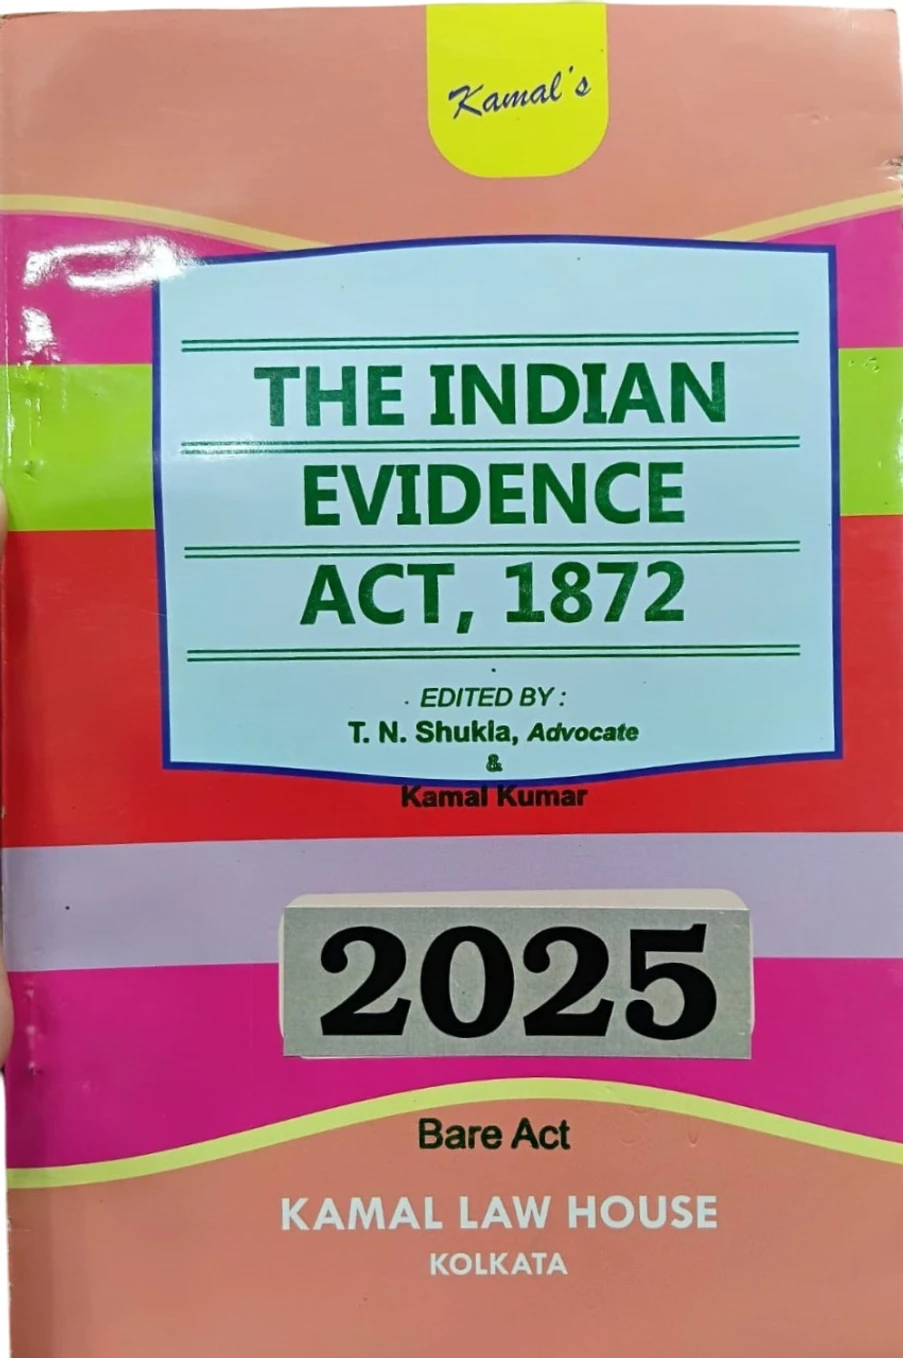 Kamal's
THE INDIAN
EVIDENCE
ACT, 1872
EDITED BY :
T. N. Shukla, Advocate
&
Kamal Kumar
2025
Bare Act
KAMAL LAW HOUSE
KOLKATA